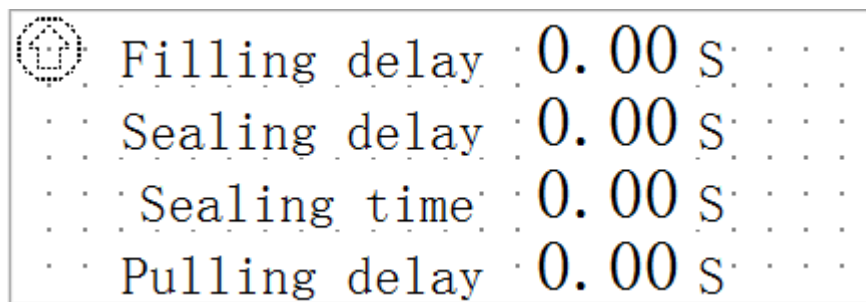 Filling delay 0.00 S
Sealing delay 0.00 S
Sealing time 0.00 S
Pulling delay 0.00 S